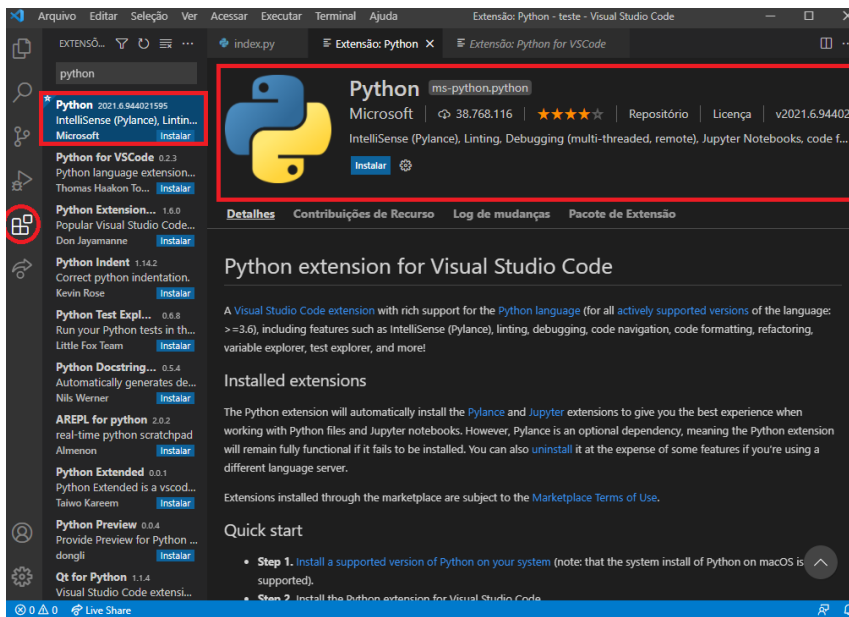 Arquivo Editar Seleção Ver Acessar Executar Terminal Ajuda Extensão: Python - teste - Visual Studio Code
EXTENSÕ...
index.py Extensão: Python Extensão: Python for VSCode
python
Python 2021.6.944021595
IntelliSense (Pylance), Lintin...
Microsoft Instalar
Python for VSCode 0.2.3
Python language extension...
Thomas Haakon To... Instalar
Python Extension... 1.6.0
Popular Visual Studio Code...
Don Jayamanne Instalar
Python Indent 1.14.2
Correct python indentation.
Kevin Rose Instalar
Python Test Expl... 0.6.8
Run your Python tests in th...
Little Fox Team Instalar
Python Docstring... 0.5.4
Automatically generates de...
Nils Werner Instalar
AREPL for python 2.0.2
real-time python scratchpad
Almenon Instalar
Python Extended 0.0.1
Python Extended is a vscod...
Taiwo Kareem Instalar
Python Preview 0.0.4
Provide Preview for Python ...
dongli Instalar
Qt for Python 1.1.4
Visual Studio Code extensi...
Python ms-python.python
Microsoft 38.768.116 Repositório Licença v2021.6.94402
IntelliSense (Pylance), Linting, Debugging (multi-threaded, remote), Jupyter Notebooks, code f...
Instalar
Detalhes Contribuições de Recurso Log de mudanças Pacote de Extensão
Python extension for Visual Studio Code
A Visual Studio Code extension with rich support for the Python language (for all actively supported versions of the language:
>=3.6), including features such as IntelliSense (Pylance), linting, debugging, code navigation, code formatting, refactoring,
variable explorer, test explorer, and more!
Installed extensions
The Python extension will automatically install the Pylance and Jupyter extensions to give you the best experience when
working with Python files and Jupyter notebooks. However, Pylance is an optional dependency, meaning the Python extension
will remain fully functional if it fails to be installed. You can also uninstall it at the expense of some features if you're using a
different language server.
Extensions installed through the marketplace are subject to the Marketplace Terms of Use.
Quick start
• Step 1. Install a supported version of Python on your system (note: that the system install of Python on macOS is
supported).
• Step 2. Install the Python extension for Visual Studio Code
0 0 Live Share